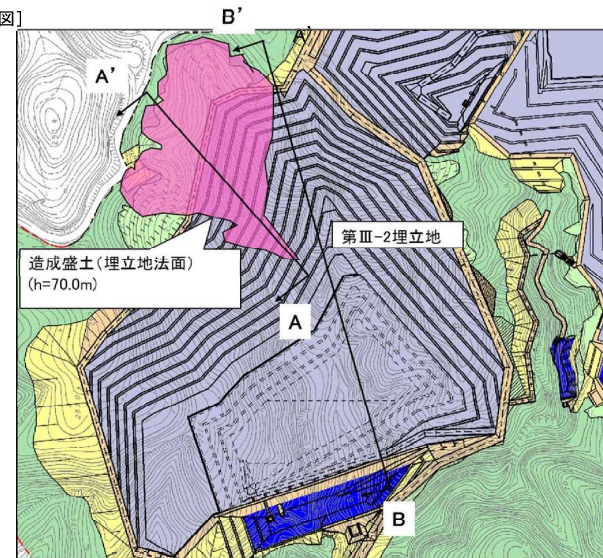 図]
B'
A'
A'
第Ⅲ-2埋立地
造成盛土(埋立地法面)
(h=70.0m)
A
B